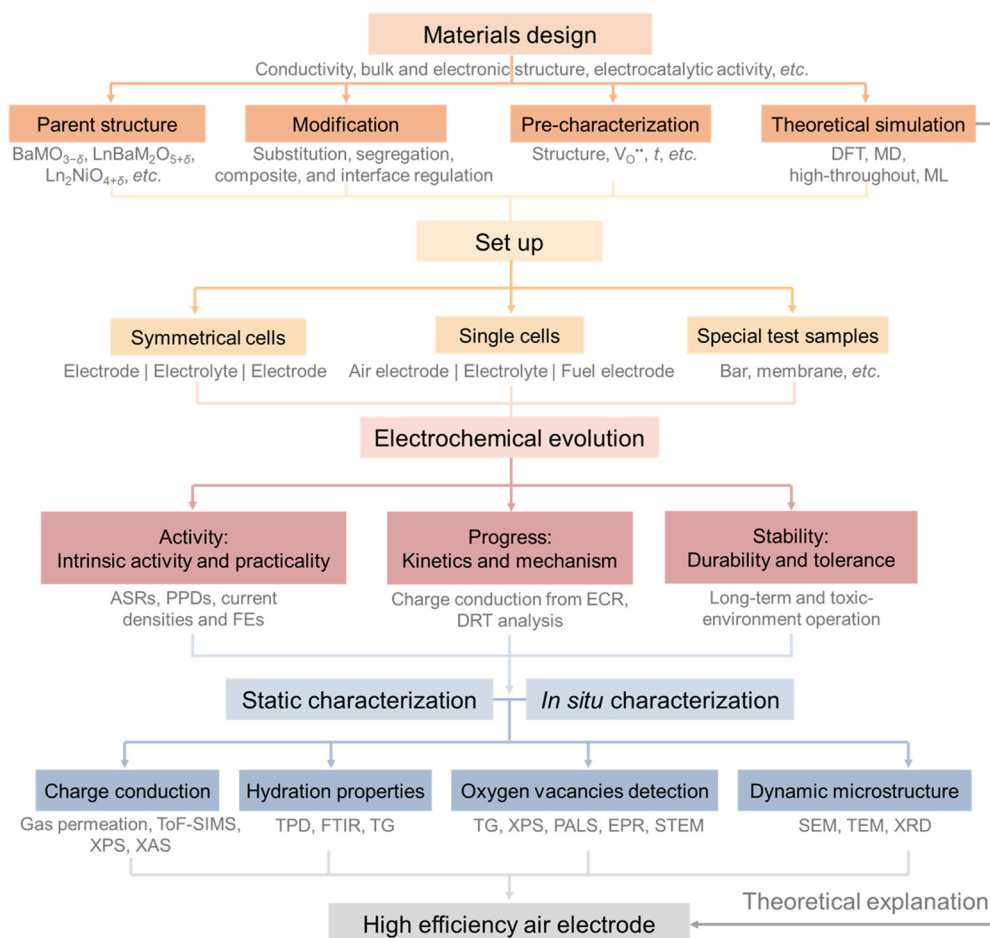 Materials design
Conductivity, bulk and electronic structure, electrocatalytic activity, etc.
Parent structure
BaMO3−δ, LnBaM2O5+δ,
Ln2NiO4+δ, etc.
Modification
Substitution, segregation,
composite, and interface regulation
Pre-characterization
Structure, VO••, t, etc.
Theoretical simulation
DFT, MD,
high-throughout, ML
Set up
Symmetrical cells
Electrode | Electrolyte | Electrode
Single cells
Air electrode | Electrolyte | Fuel electrode
Special test samples
Bar, membrane, etc.
Electrochemical evolution
Activity:
Intrinsic activity and practicality
ASRs, PPDs, current
densities and FEs
Progress:
Kinetics and mechanism
Charge conduction from ECR,
DRT analysis
Stability:
Durability and tolerance
Long-term and toxic-
environment operation
Static characterization
In situ characterization
Charge conduction
Gas permeation, ToF-SIMS,
XPS, XAS
Hydration properties
TPD, FTIR, TG
Oxygen vacancies detection
TG, XPS, PALS, EPR, STEM
Dynamic microstructure
SEM, TEM, XRD
Theoretical explanation
High efficiency air electrode